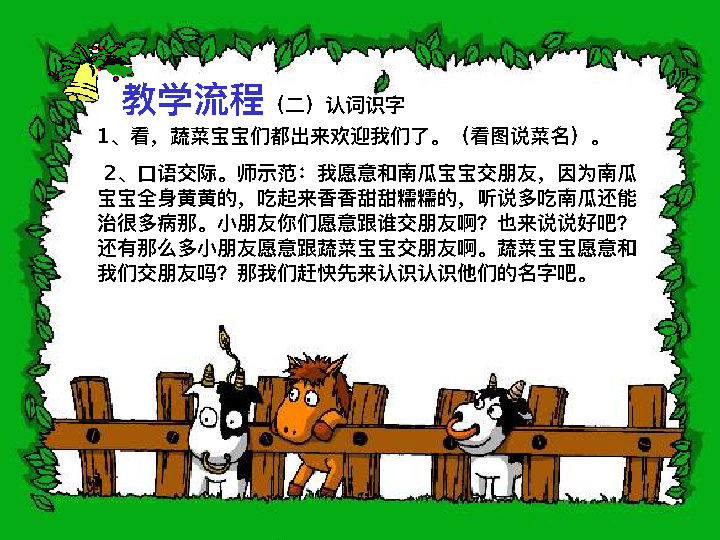 教学流程（二）认词识字
1、看，蔬菜宝宝们都出来欢迎我们了。（看图说菜名）。
2、口语交际。师示范：我愿意和南瓜宝宝交朋友，因为南瓜
宝宝全身黄黄的，吃起来香香甜甜糯糯的，听说多吃南瓜还能
治很多病那。小朋友你们愿意跟谁交朋友啊？也来说说好吧？
还有那么多小朋友愿意跟蔬菜宝宝交朋友啊。蔬菜宝宝愿意和
我们交朋友吗？那我们赶快先来认识认识他们的名字吧。